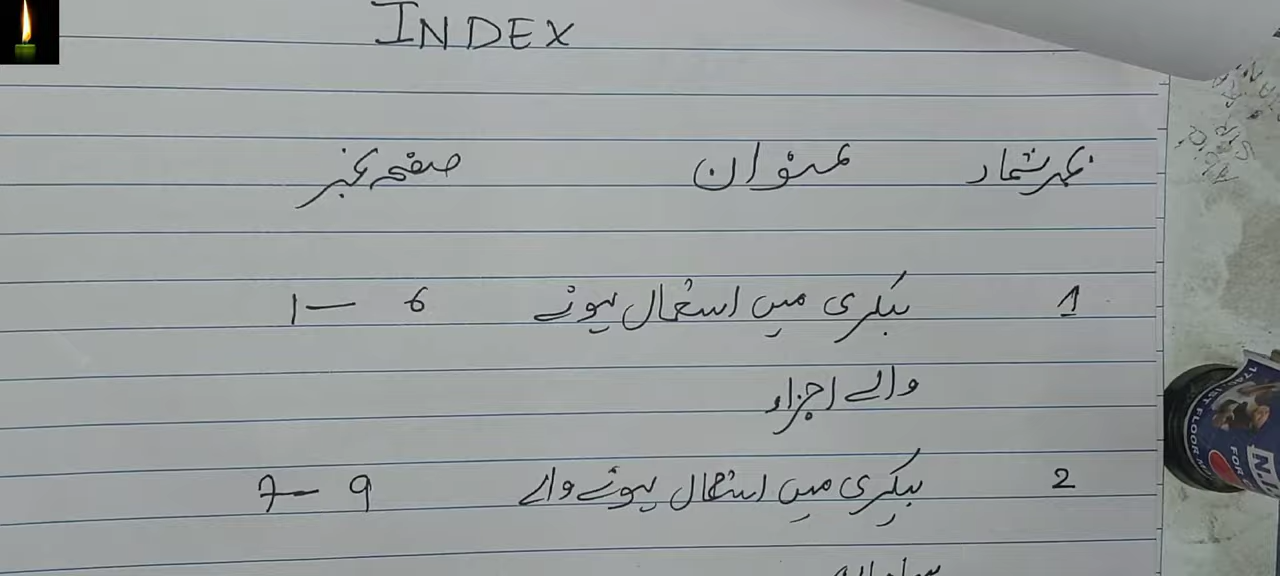 INDEX
نمبر شمار عنوان صفحہ نمبر
1 بیکری میں استعمال ہونے 1 — 6
والے اجزاء
2 بیکری میں استعمال ہونے والے 7 — 9